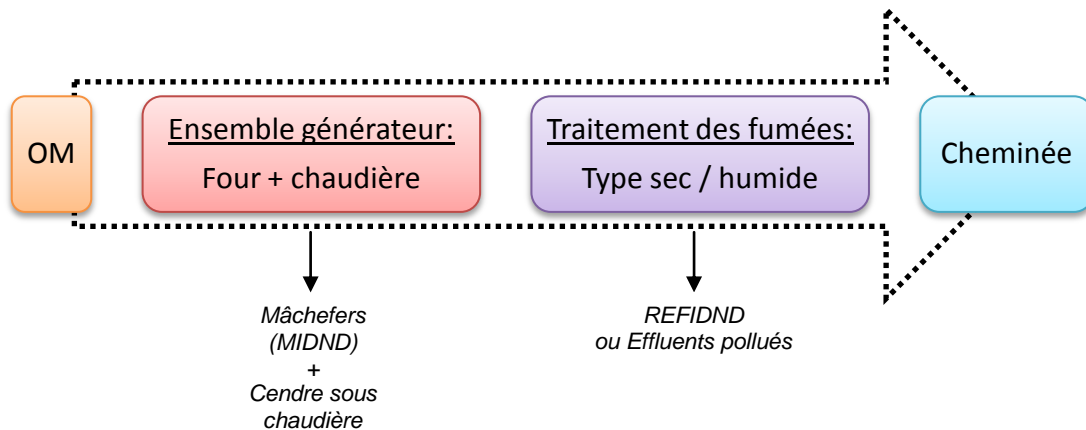 OM
Ensemble générateur:
Four + chaudière
Traitement des fumées:
Type sec / humide
Cheminée
Mâchefers
(MIDND)
+
Cendre sous
chaudière
REFIDND
ou Effluents pollués